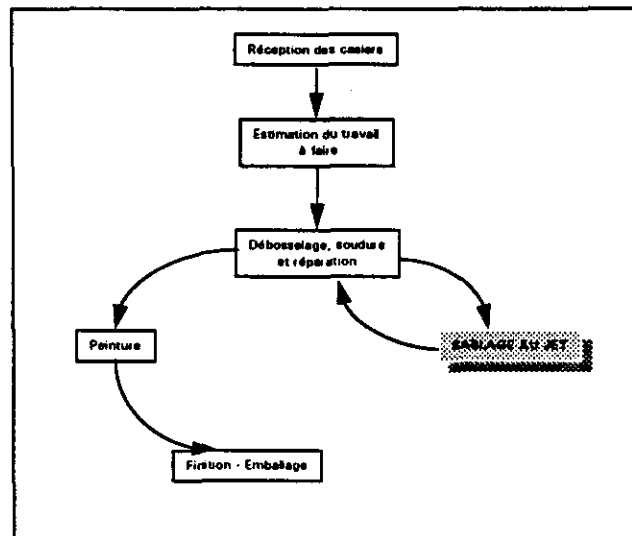 Réception des casiers
Estimation du travail
à faire
Débosselage, soudure
et réparation
Peinture
SABLAGE AU JET
Finition - Emballage